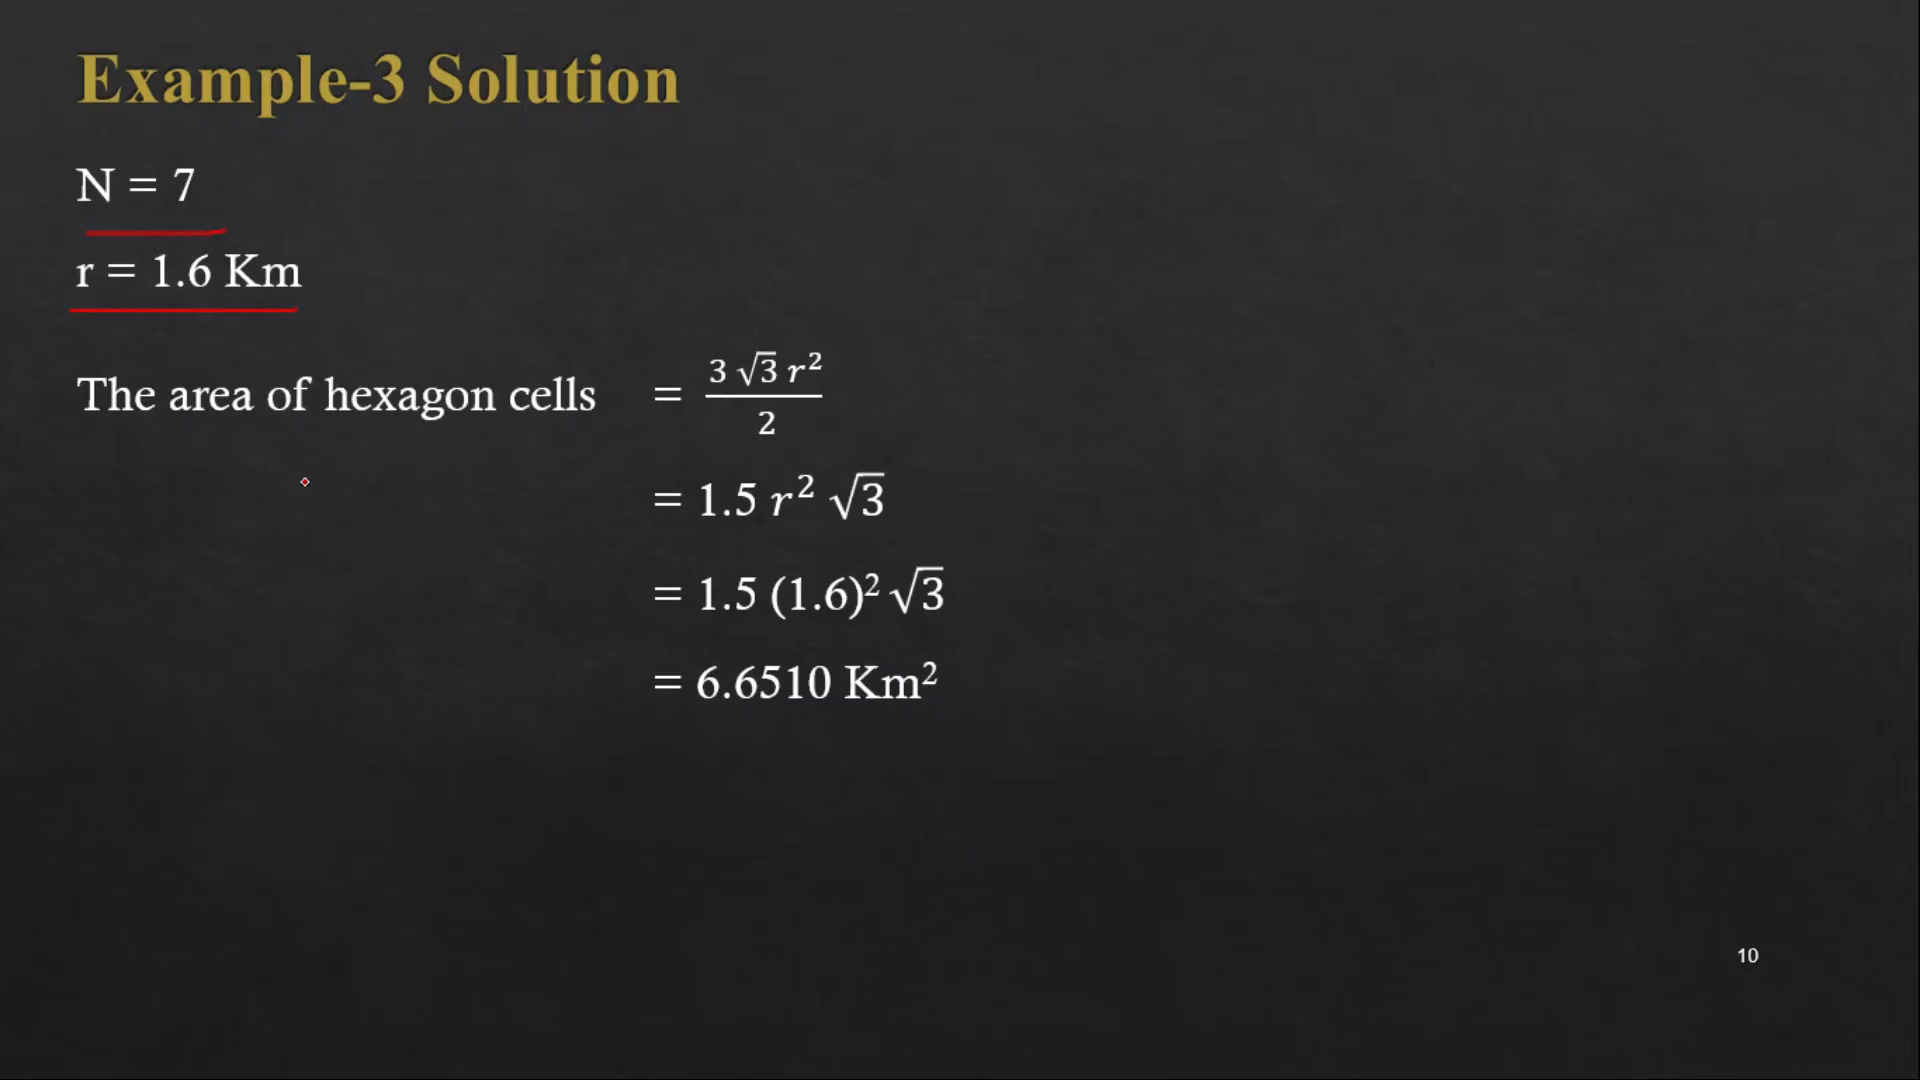 Example-3 Solution
N = 7
r = 1.6 Km
The area of hexagon cells = 3 √3 r² / 2
= 1.5 r² √3
= 1.5 (1.6)² √3
= 6.6510 Km²
10